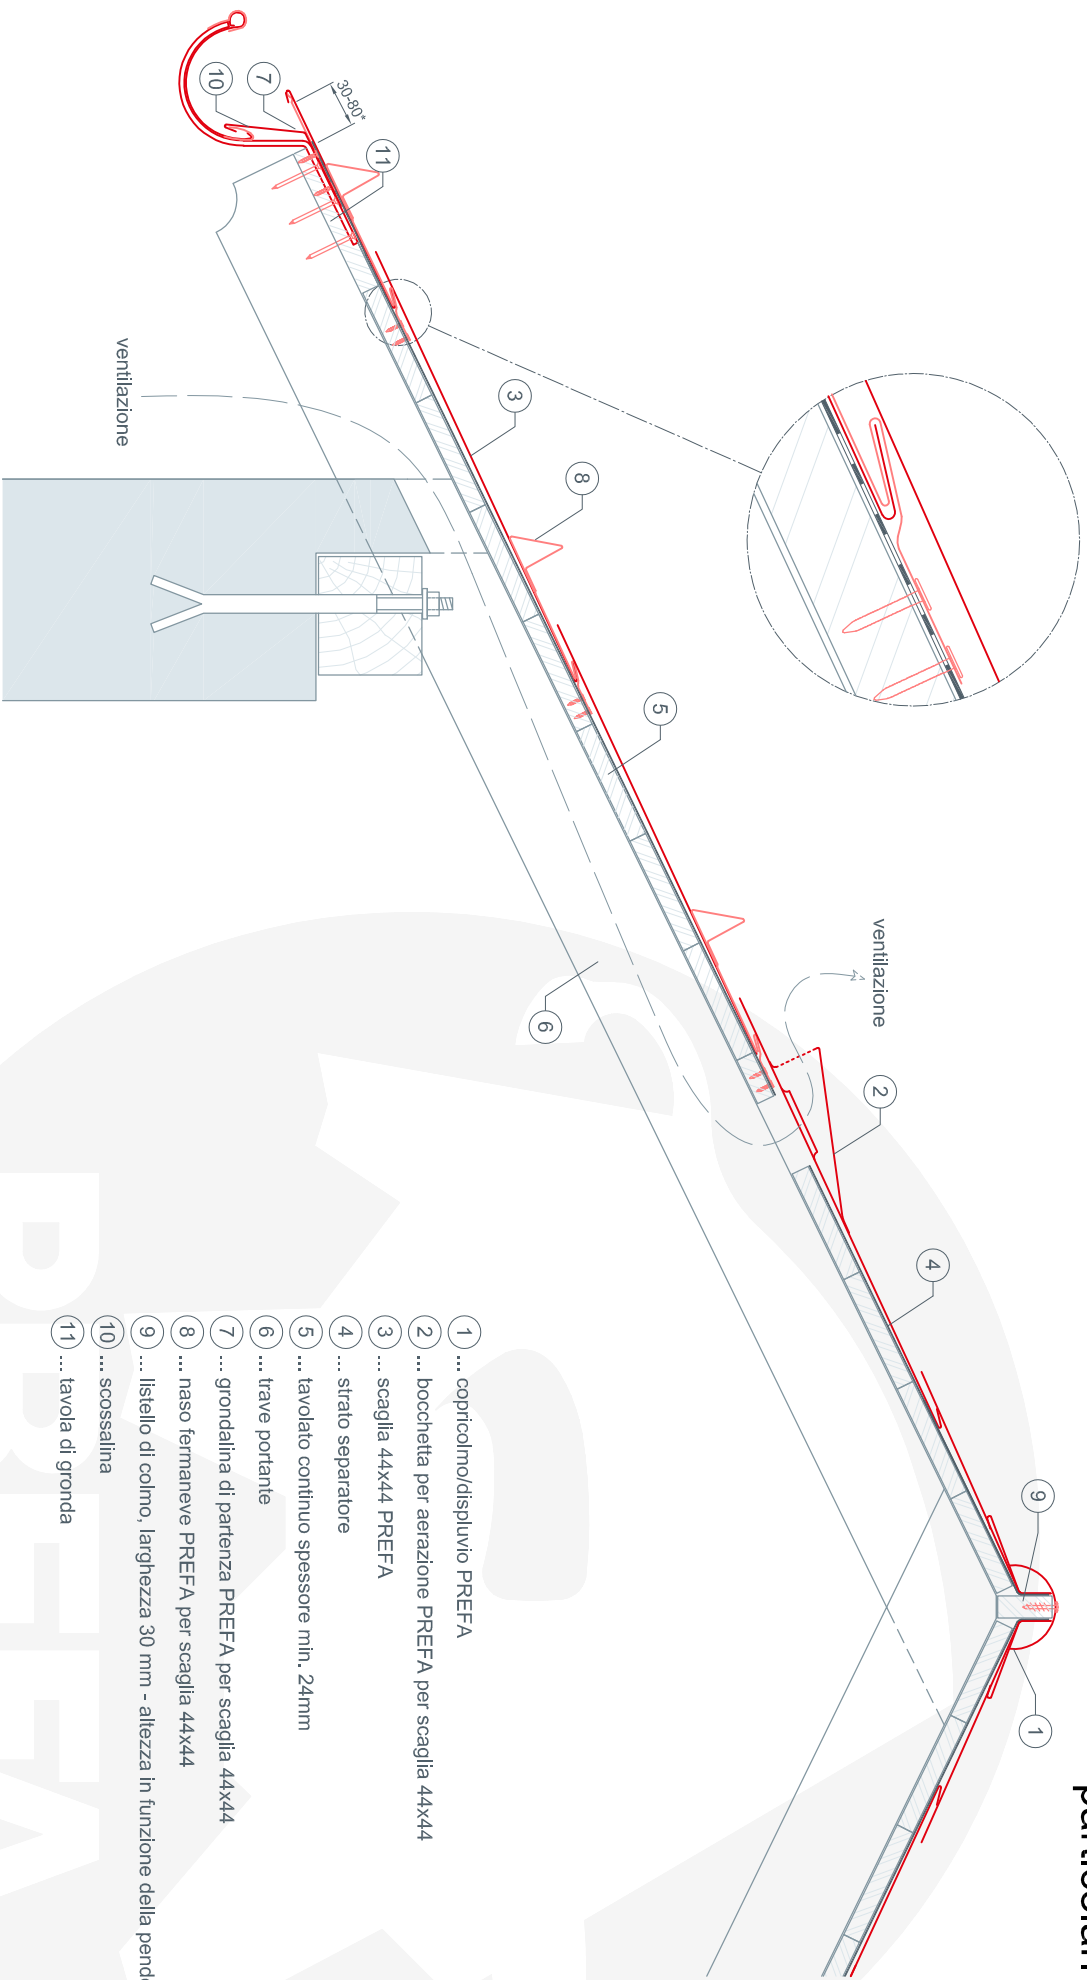 particolari
30-80*
7
10
11
3
8
5
6
2
4
9
1
ventilazione
ventilazione
1 ... copricolmo/displuvio PREFA
2 ... bocchetta per aerazione PREFA per scaglia 44x44
3 ... scaglia 44x44 PREFA
4 ... strato separatore
5 ... tavolato continuo spessore min. 24mm
6 ... trave portante
7 ... grondalina di partenza PREFA per scaglia 44x44
8 ... naso fermaneve PREFA per scaglia 44x44
9 ... listello di colmo, larghezza 30 mm - altezza in funzione della pend
10 ... scossalina
11 ... tavola di gronda
PREFA